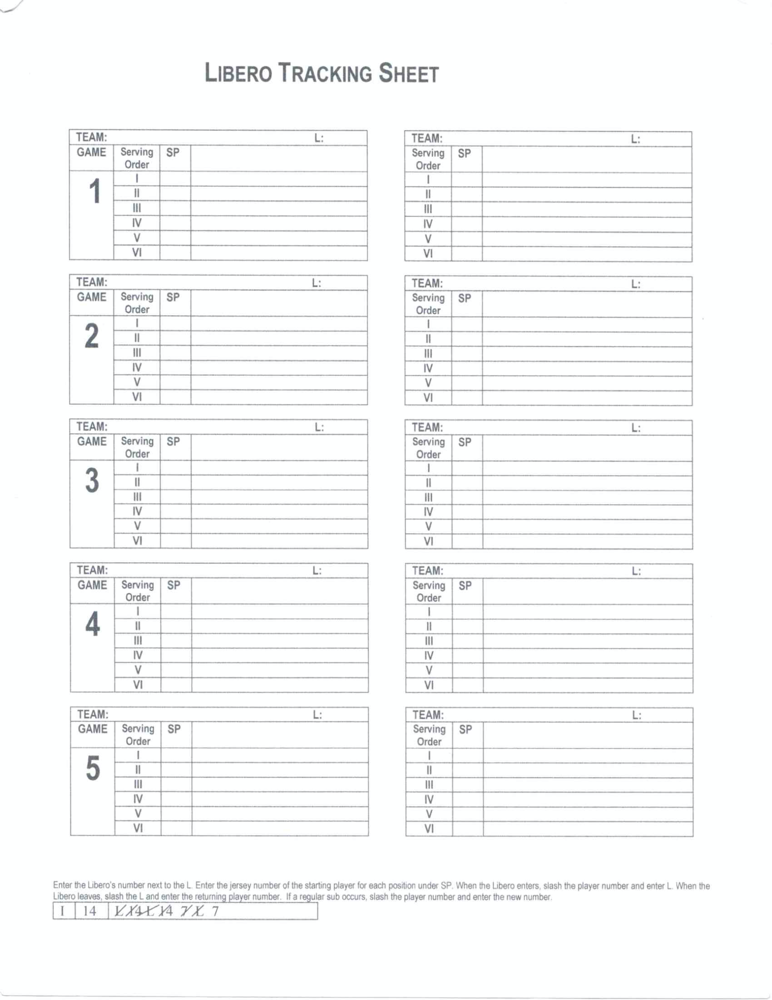 LIBERO TRACKING SHEET
TEAM: L:
GAME Serving Order SP
1
I
II
III
IV
V
VI
TEAM: L:
Serving Order SP
I
II
III
IV
V
VI
TEAM: L:
GAME Serving Order SP
2
I
II
III
IV
V
VI
TEAM: L:
Serving Order SP
I
II
III
IV
V
VI
TEAM: L:
GAME Serving Order SP
3
I
II
III
IV
V
VI
TEAM: L:
Serving Order SP
I
II
III
IV
V
VI
TEAM: L:
GAME Serving Order SP
4
I
II
III
IV
V
VI
TEAM: L:
Serving Order SP
I
II
III
IV
V
VI
TEAM: L:
GAME Serving Order SP
5
I
II
III
IV
V
VI
TEAM: L:
Serving Order SP
I
II
III
IV
V
VI
Enter the Libero's number next to the L. Enter the jersey number of the starting player for each position under SP. When the Libero enters, slash the player number and enter L. When the
Libero leaves, slash the L and enter the returning player number. If a regular sub occurs, slash the player number and enter the new number.
I 14 L 14 L 14 7 L 7